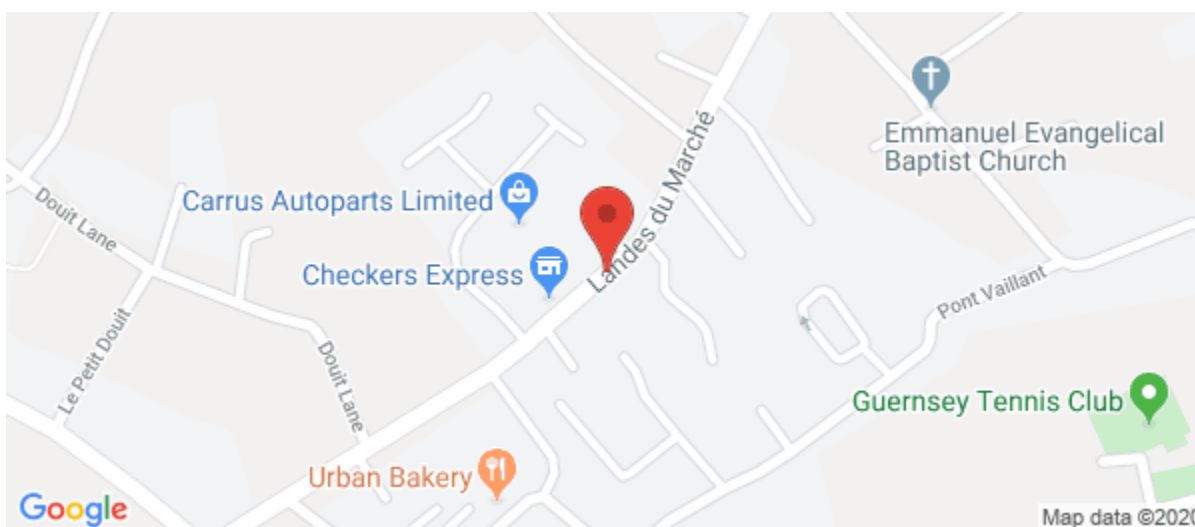 Emmanuel Evangelical
Baptist Church
Landes du Marché
Carrus Autoparts Limited
Douit Lane
Checkers Express
Pont Vaillant
Le Petit Douit
Douit Lane
Guernsey Tennis Club
Urban Bakery
Google
Map data ©2020